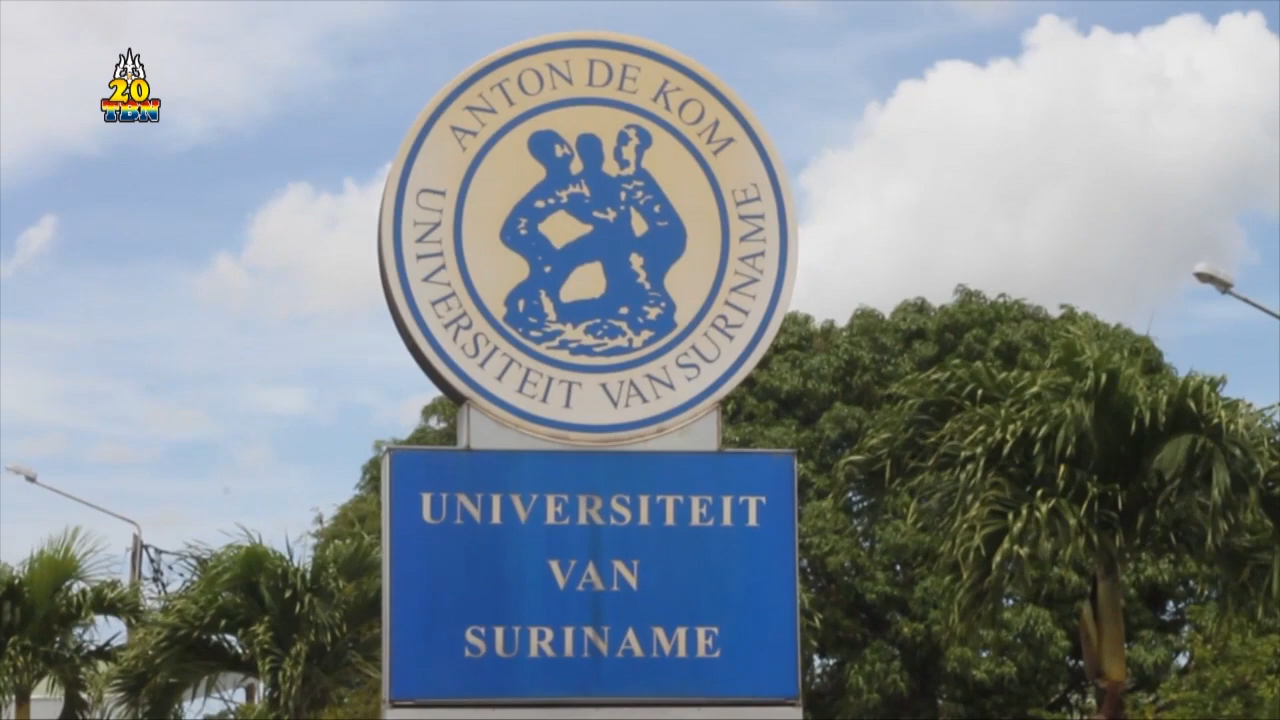 20
TBN
ANTON DE KOM
UNIVERSITEIT VAN SURINAME
UNIVERSITEIT
VAN
SURINAME